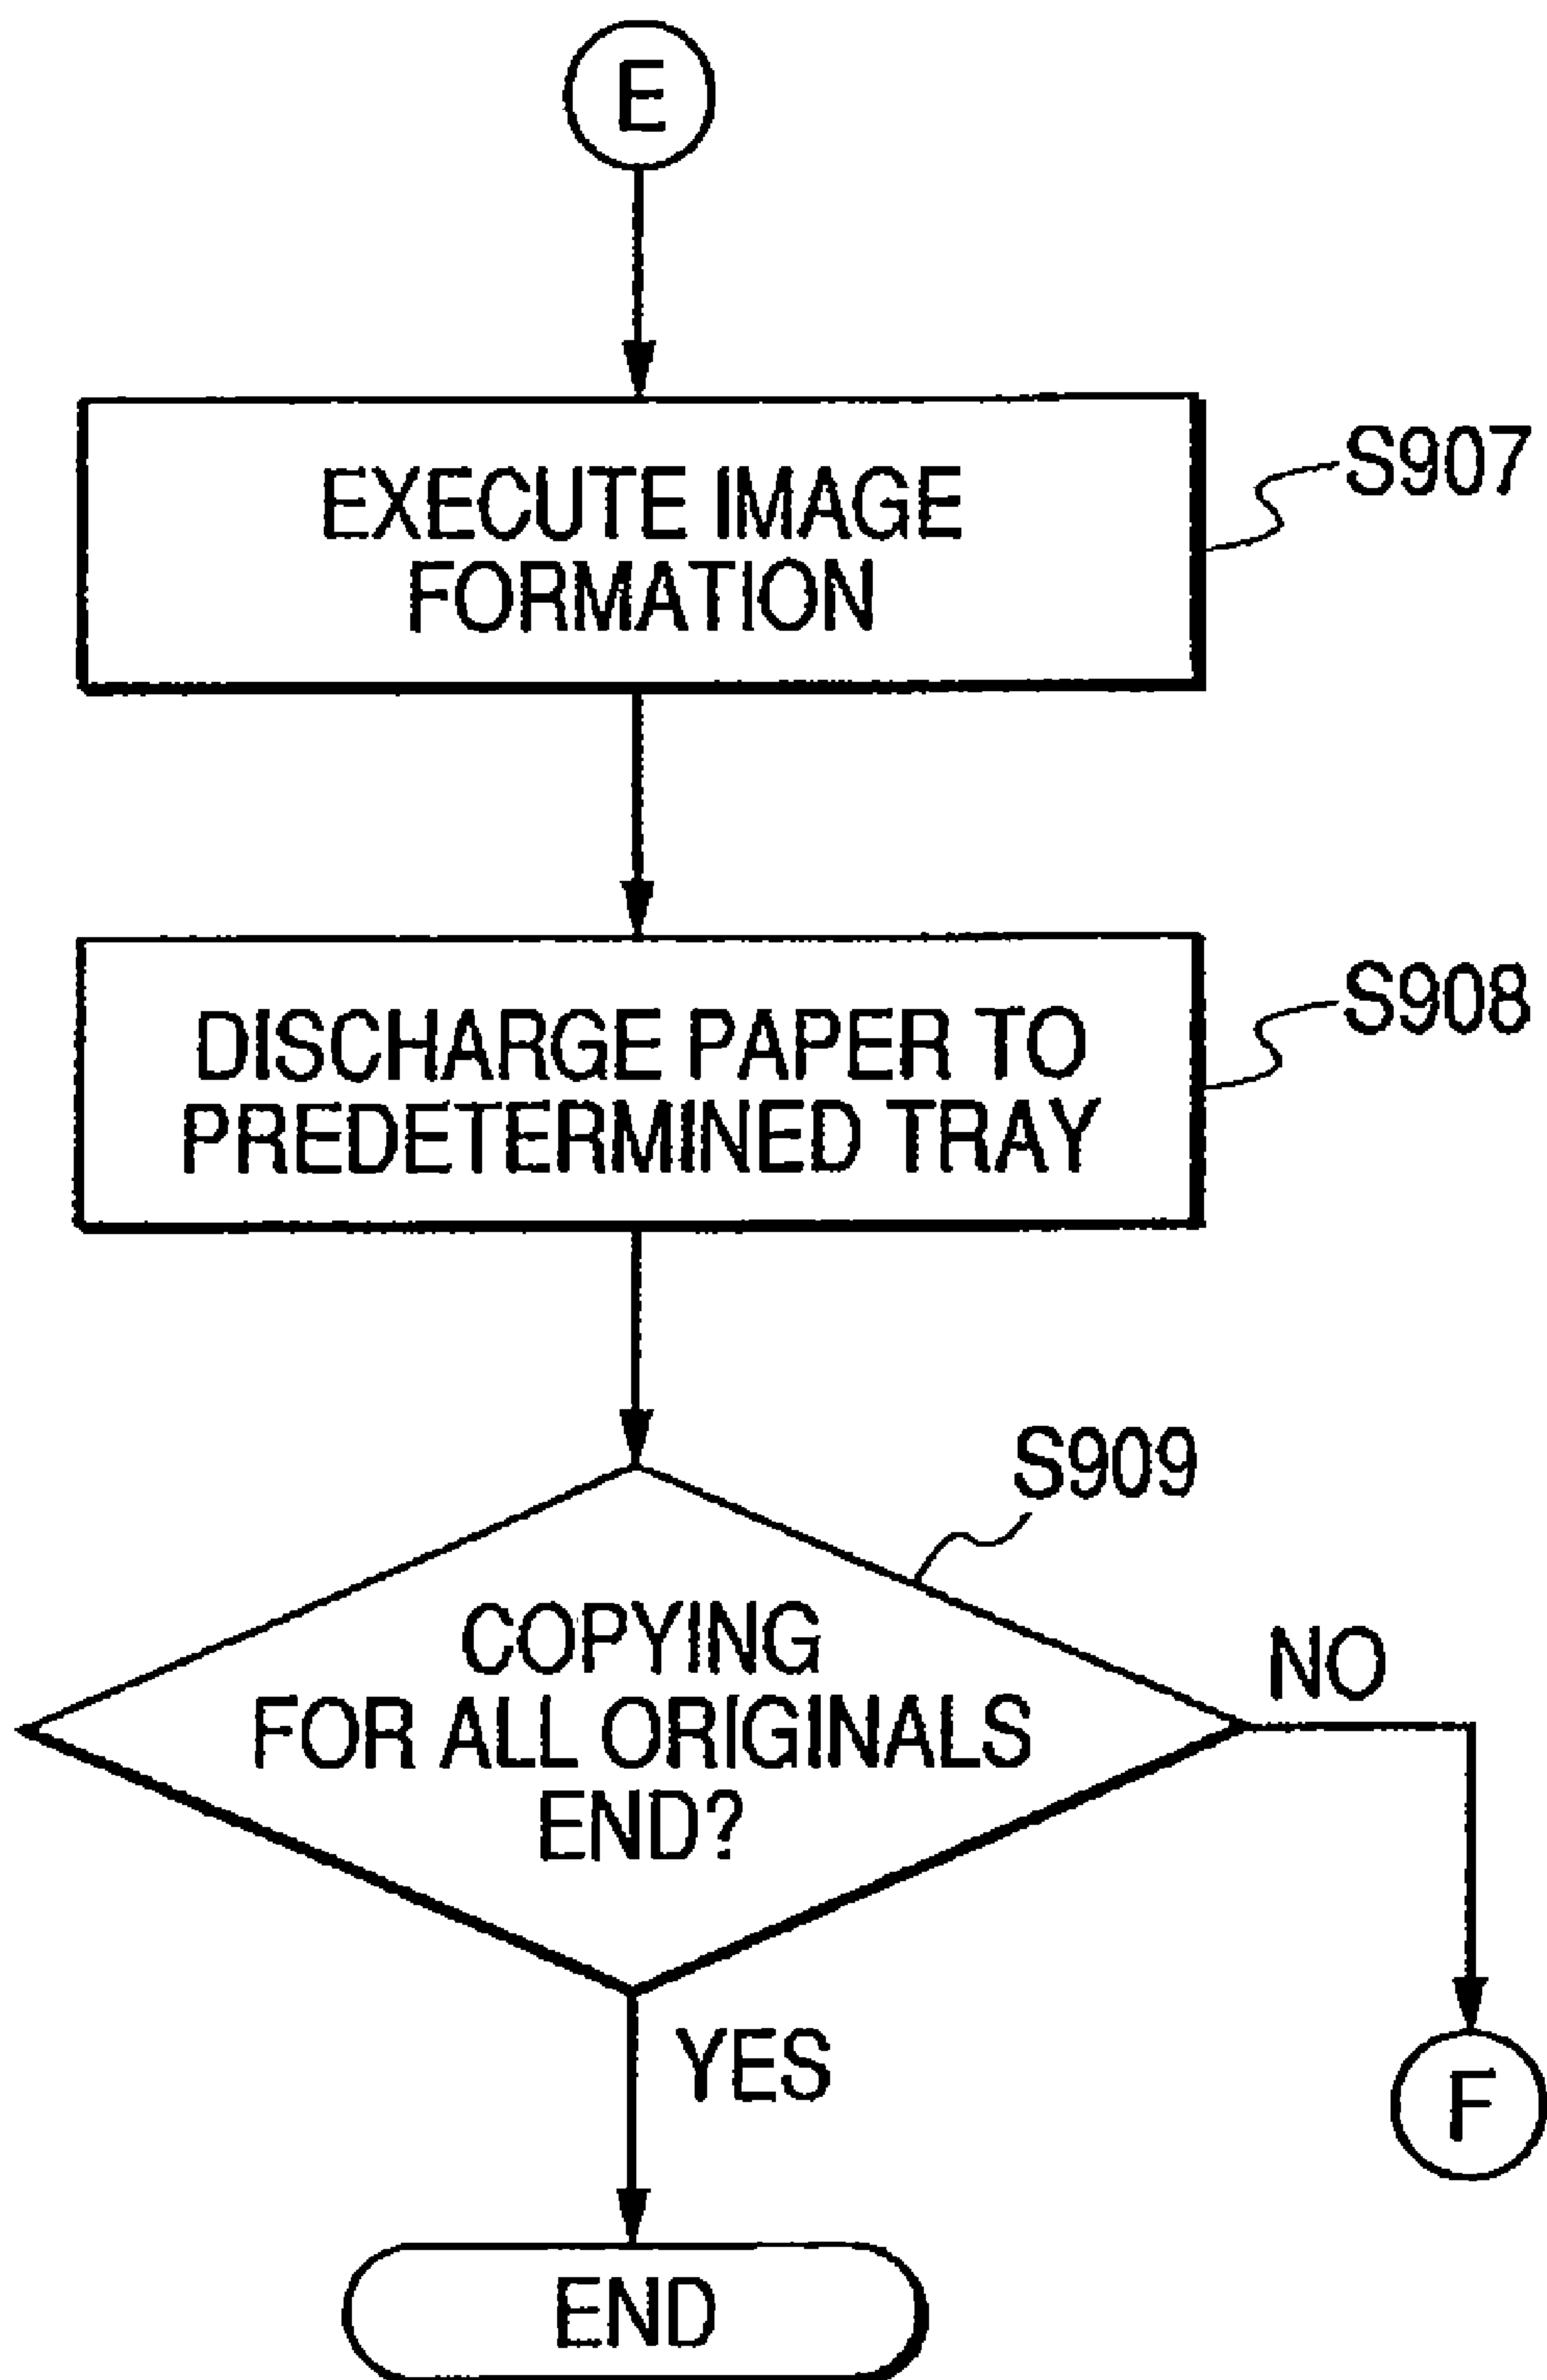 E
EXECUTE IMAGE
FORMATION
S907
DISCHARGE PAPER TO
PREDETERMINED TRAY
S908
S909
COPYING
FOR ALL ORIGINALS
END?
NO
YES
F
END